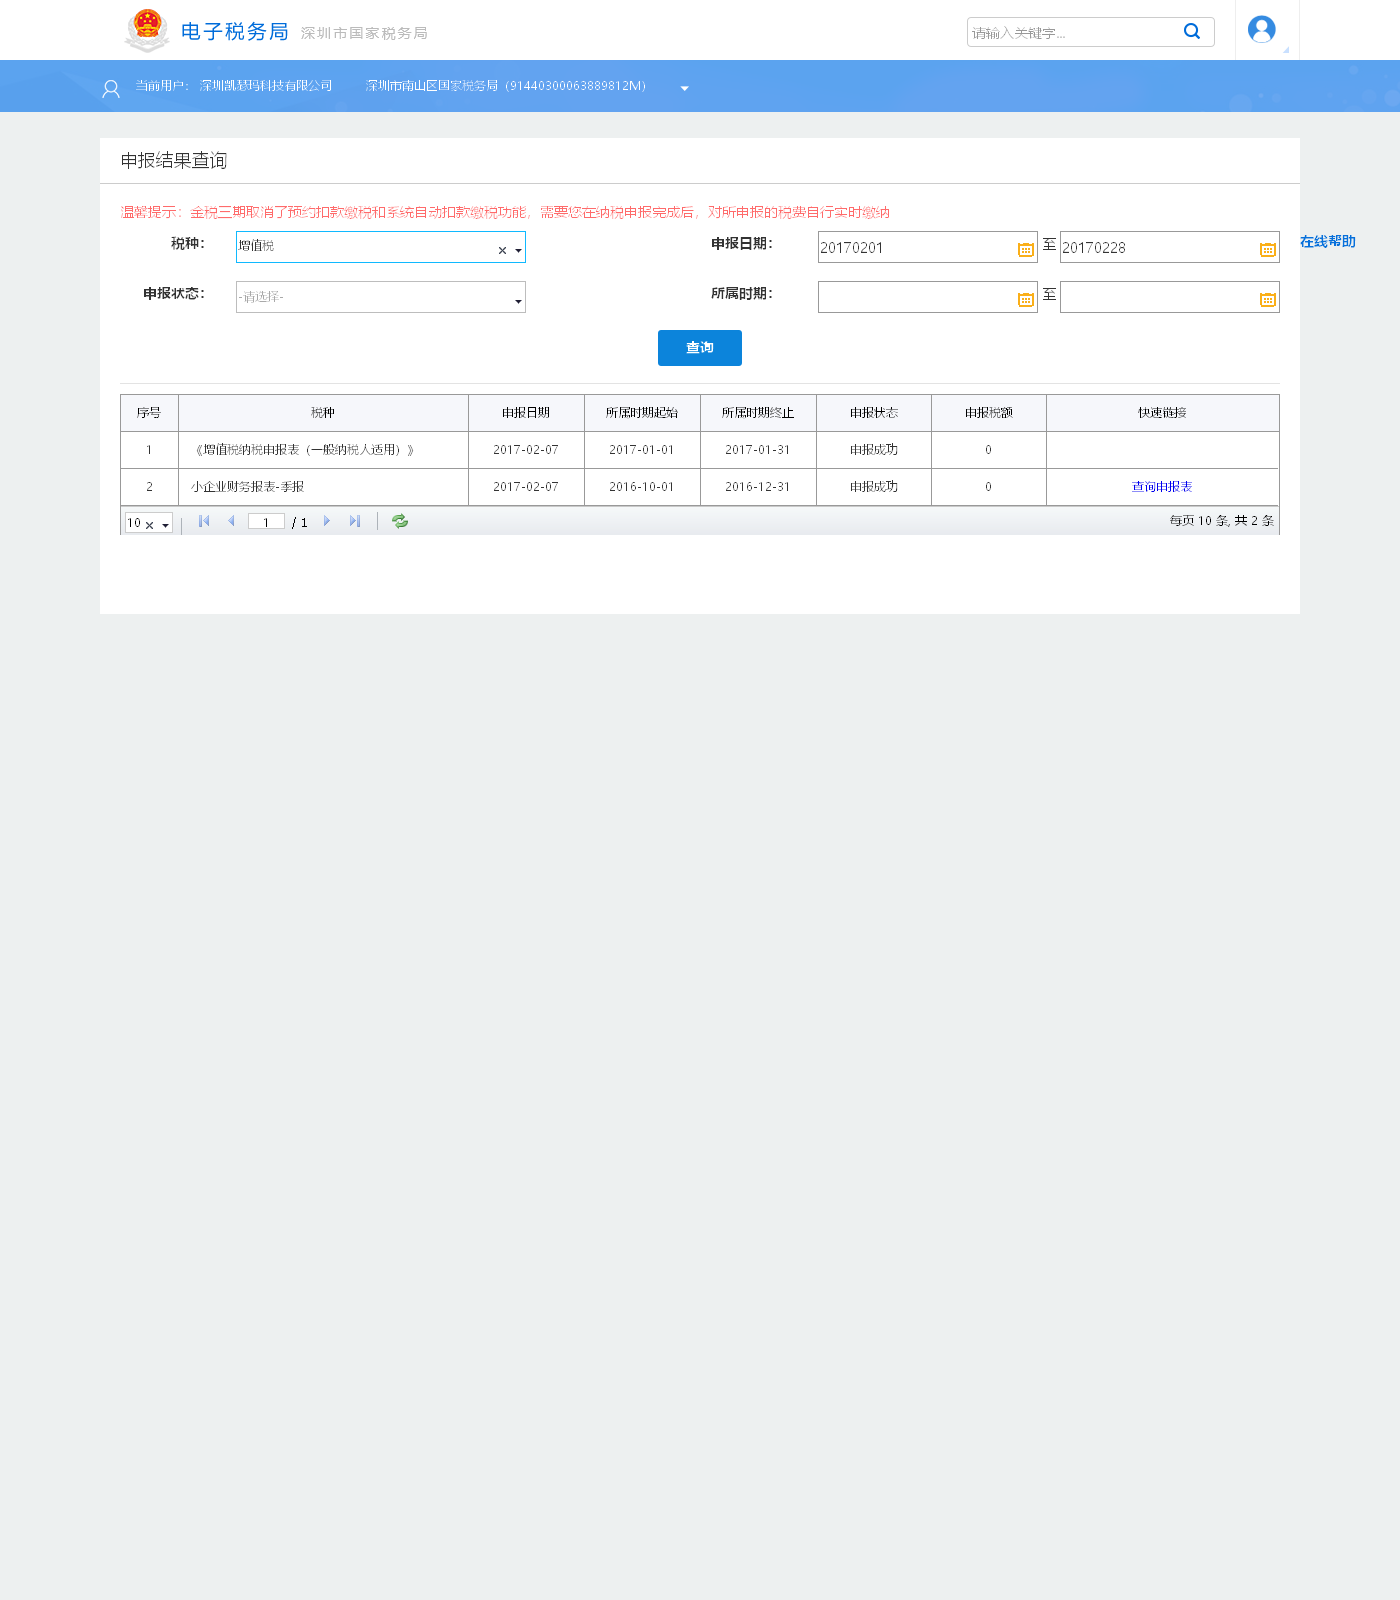 电子税务局 深圳市国家税务局 请输入关键字...
当前用户： 深圳凯瑟玛科技有限公司 深圳市南山区国家税务局（91440300063889812M）
申报结果查询
温馨提示：金税三期取消了预约扣款缴税和系统自动扣款缴税功能，需要您在纳税申报完成后，对所申报的税费自行实时缴纳
税种： 增值税 申报日期： 20170201 至 20170228 在线帮助
申报状态： -请选择- 所属时期： 至
查询
序号 税种 申报日期 所属时期起始 所属时期终止 申报状态 申报税额 快速链接
1 《增值税纳税申报表（一般纳税人适用）》 2017-02-07 2017-01-01 2017-01-31 申报成功 0
2 小企业财务报表-季报 2017-02-07 2016-10-01 2016-12-31 申报成功 0 查询申报表
10 1 / 1 每页 10 条, 共 2 条